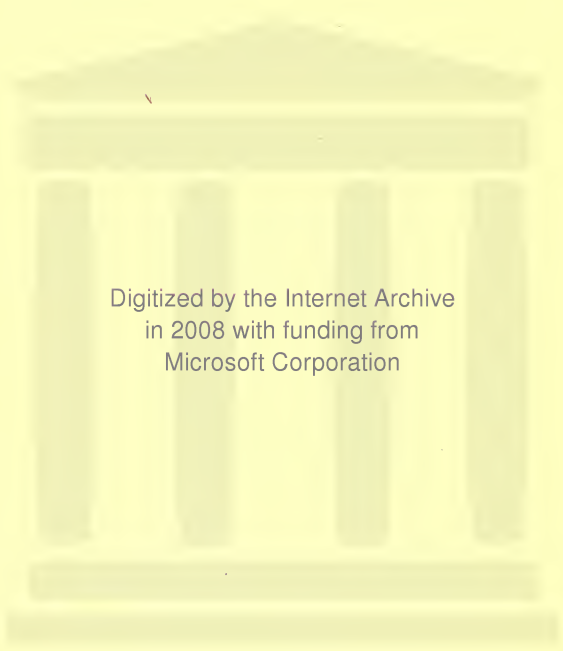 Digitized by the Internet Archive
in 2008 with funding from
Microsoft Corporation